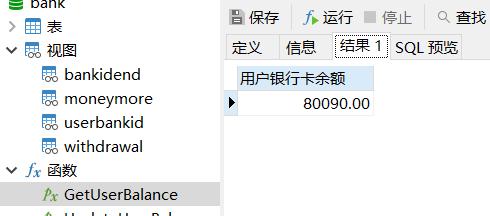 bank
表
视图
bankidend
moneymore
userbankid
withdrawal
fx 函数
fx GetUserBalance
保存 运行 停止 查找
定义 信息 结果 1 SQL 预览
用户银行卡余额
80090.00